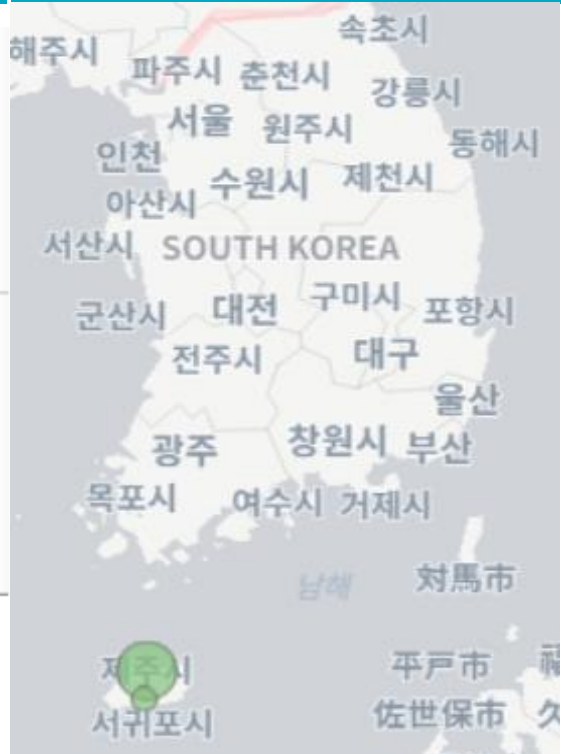 속초시
해주시
파주시 춘천시
강릉시
서울 원주시
동해시
인천
수원시 제천시
아산시
서산시 SOUTH KOREA
군산시 대전 구미시 포항시
전주시 대구
울산
광주 창원시 부산
목포시 여수시 거제시
남해 対馬市
제주시 平戸市
서귀포시 佐世保市 久